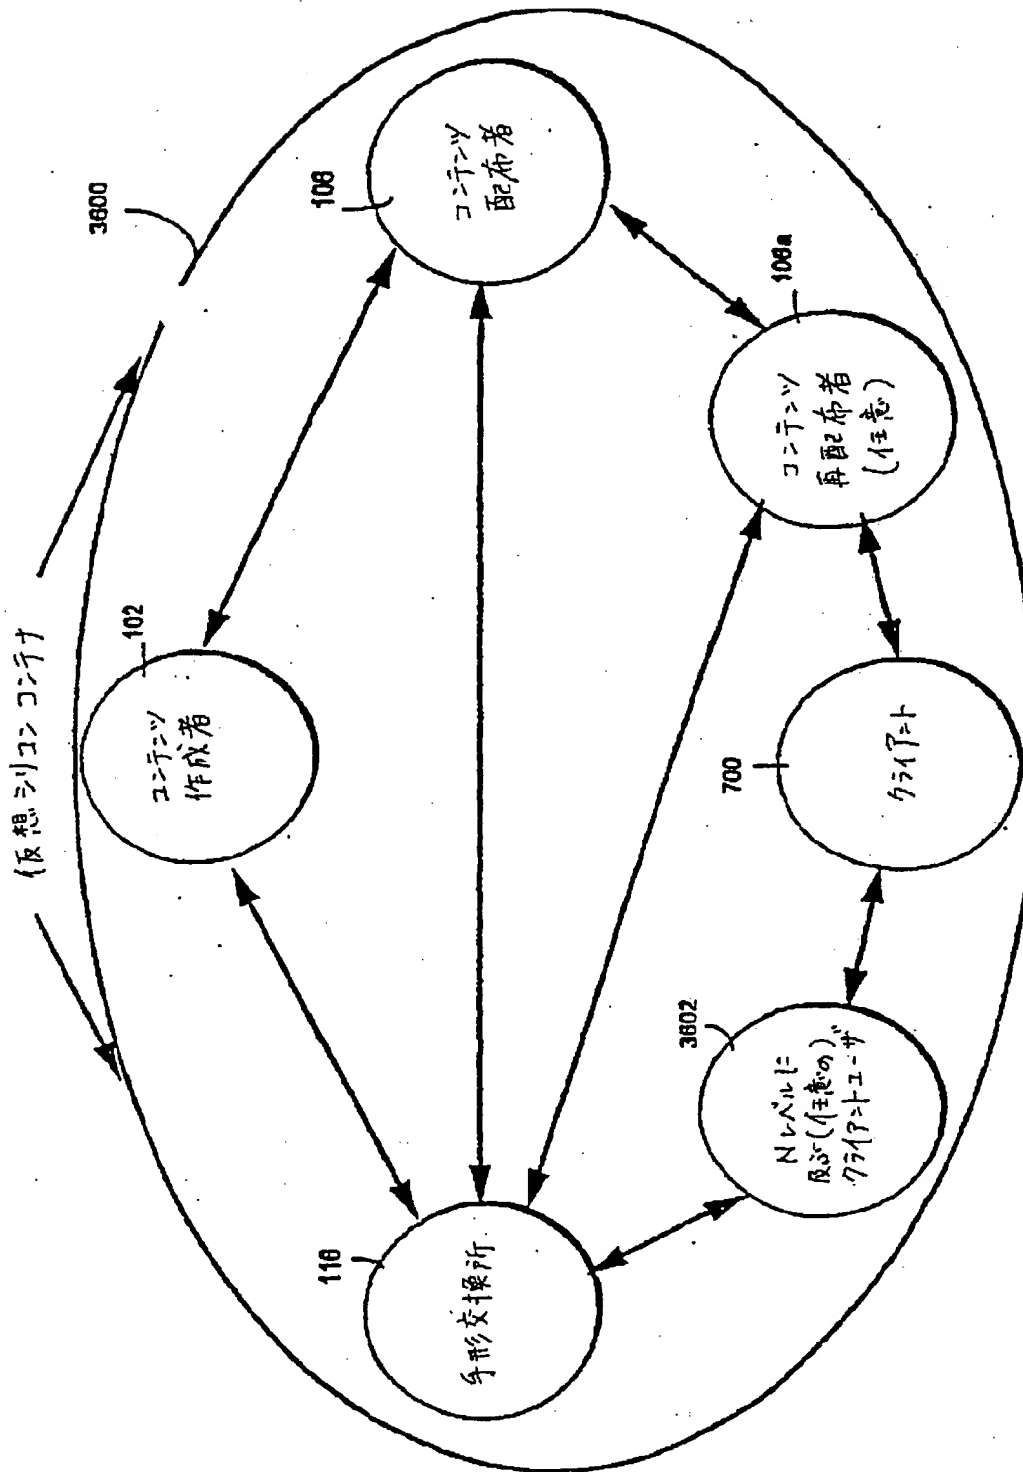 仮想シリコンコンテナ
3600
コンテンツ
作成者
102
コンテンツ
配布者
106
手形交換所
116
コンテンツ
再配布者
(任意)
106a
Nレベルに
及ぶ(任意の)
クライアントユーザ
3602
クライアント
700